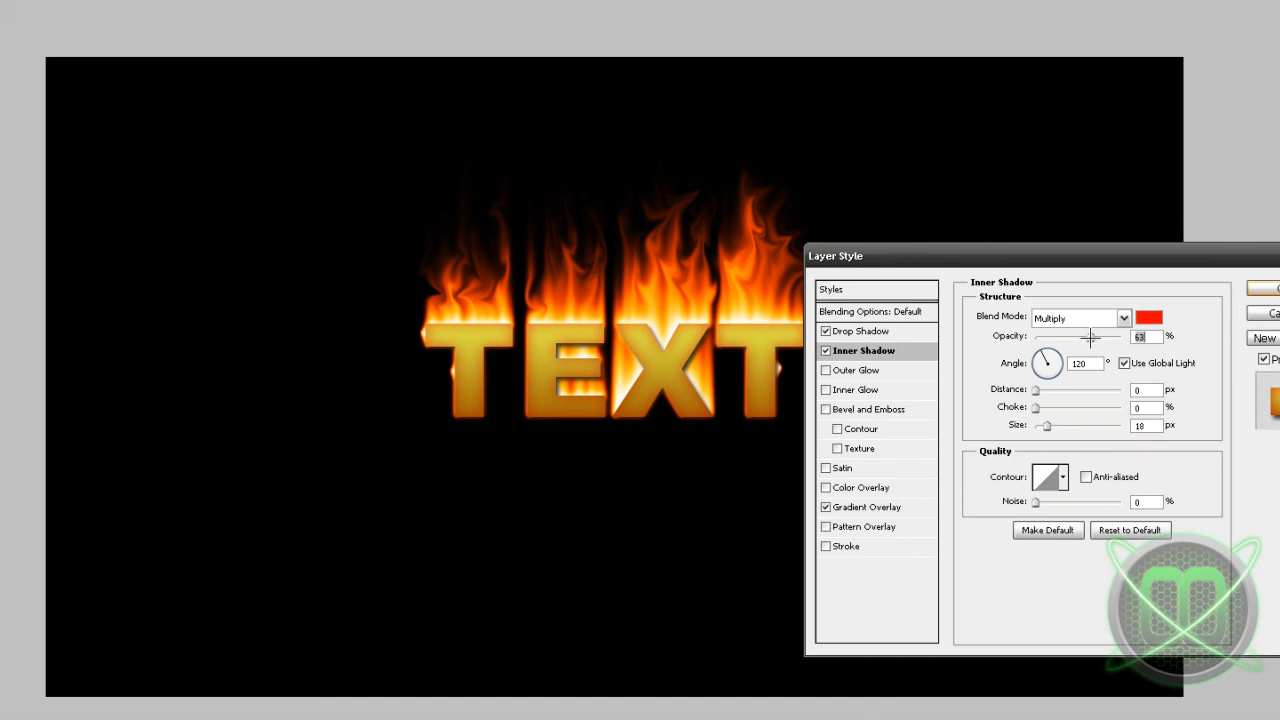 TEXT
Layer Style
Styles
Blending Options: Default
Drop Shadow
Inner Shadow
Outer Glow
Inner Glow
Bevel and Emboss
Contour
Texture
Satin
Color Overlay
Gradient Overlay
Pattern Overlay
Stroke
Inner Shadow
Structure
Blend Mode: Multiply
Opacity: 63 %
Angle: 120 ° Use Global Light
Distance: 0 px
Choke: 0 %
Size: 18 px
Quality
Contour: Anti-aliased
Noise: 0 %
Make Default Reset to Default
Ca
New